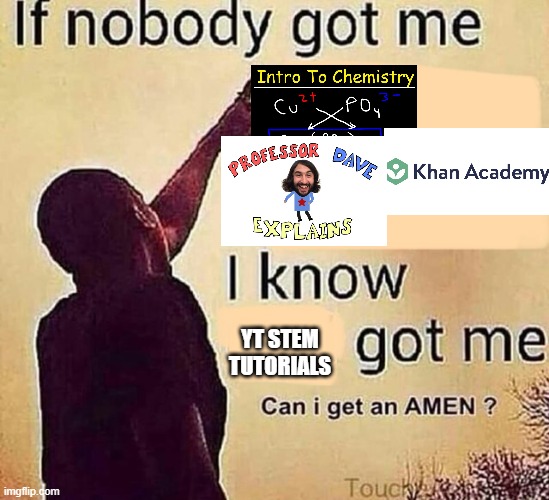 If nobody got me
Intro To Chemistry
Cu 2+ PO4 3-
PROFESSOR DAVE
EXPLAINS
Khan Academy
I know
YT STEM
TUTORIALS
got me
Can i get an AMEN ?
imgflip.com